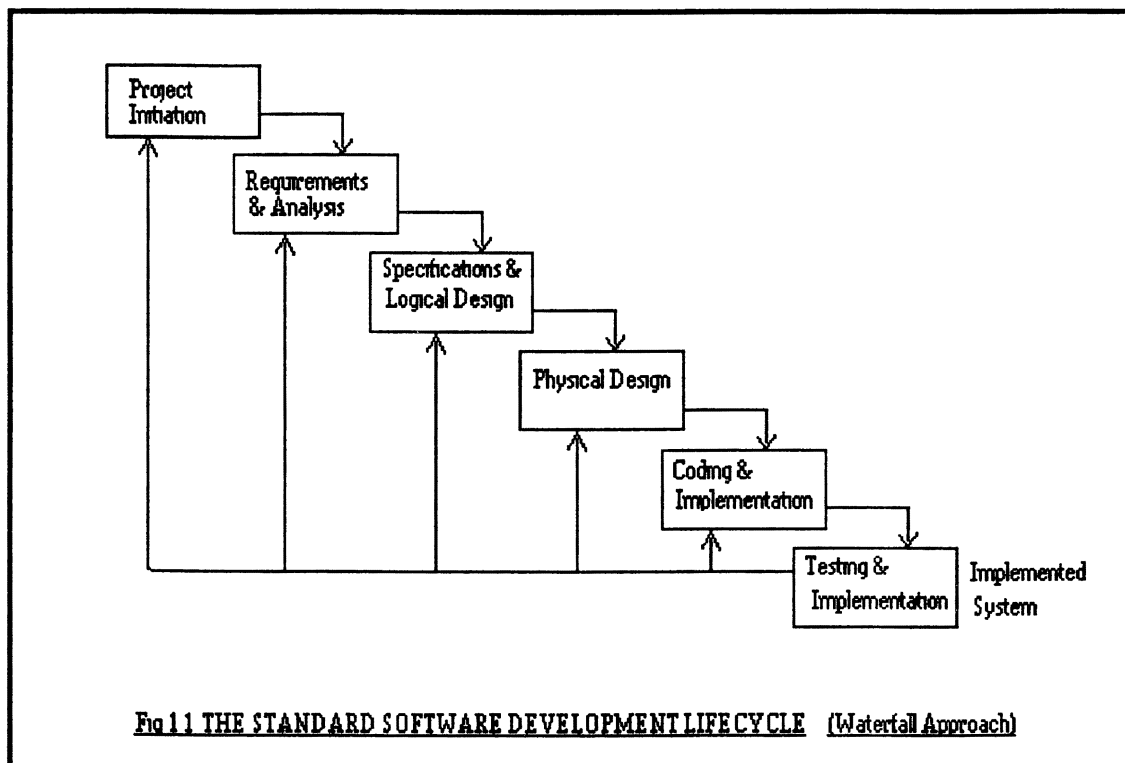 Project
Initiation
Requirements
& Analysis
Specifications &
Logical Design
Physical Design
Coding &
Implementation
Testing &
Implementation
Implemented
System
Fig 1 1 THE STANDARD SOFTWARE DEVELOPMENT LIFECYCLE (Waterfall Approach)